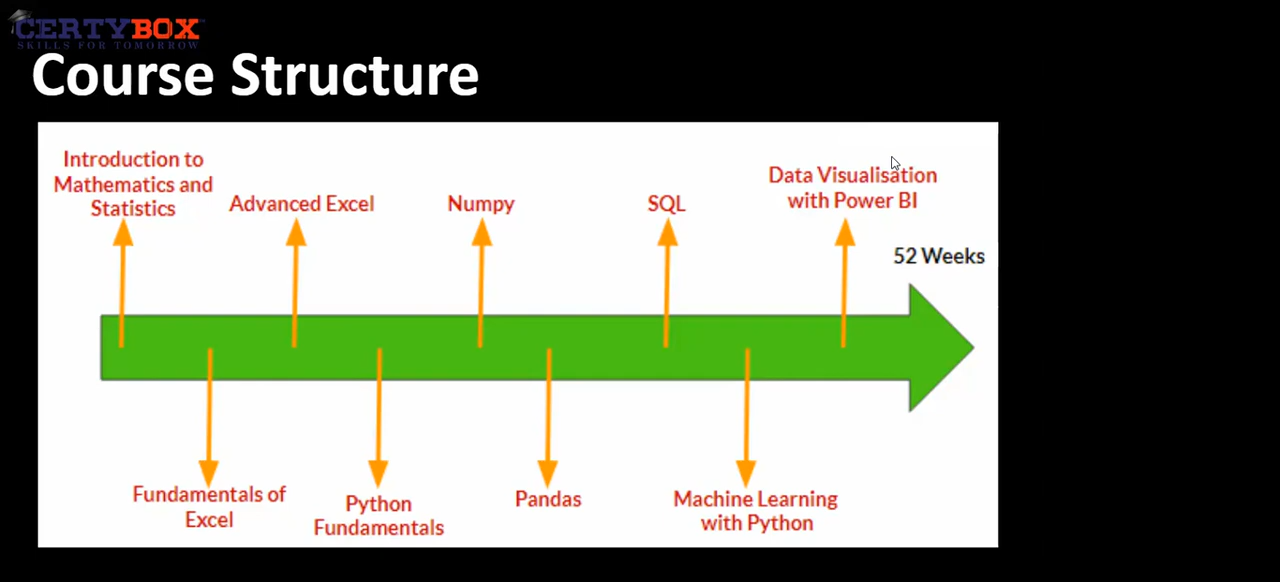 CERTYBOX
SKILLS FOR TOMORROW
Course Structure
Introduction to
Mathematics and
Statistics
Advanced Excel
Numpy
SQL
Data Visualisation
with Power BI
52 Weeks
Fundamentals of
Excel
Python
Fundamentals
Pandas
Machine Learning
with Python